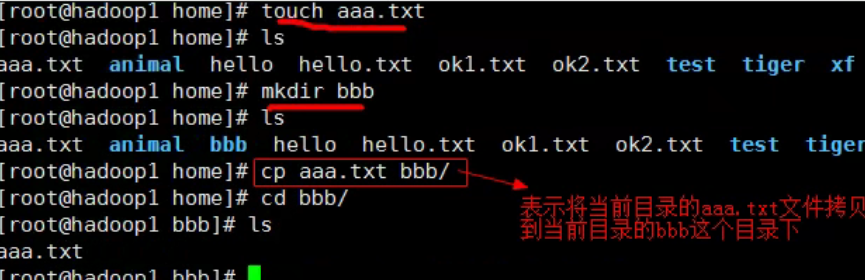 [root@hadoop1 home]# touch aaa.txt
[root@hadoop1 home]# ls
aaa.txt animal hello hello.txt ok1.txt ok2.txt test tiger xf
[root@hadoop1 home]# mkdir bbb
[root@hadoop1 home]# ls
aaa.txt animal bbb hello hello.txt ok1.txt ok2.txt test tiger
[root@hadoop1 home]# cp aaa.txt bbb/
[root@hadoop1 home]# cd bbb/
表示将当前目录的aaa.txt文件拷贝
到当前目录的bbb这个目录下
[root@hadoop1 bbb]# ls
aaa.txt
[root@hadoop1 bbb]#